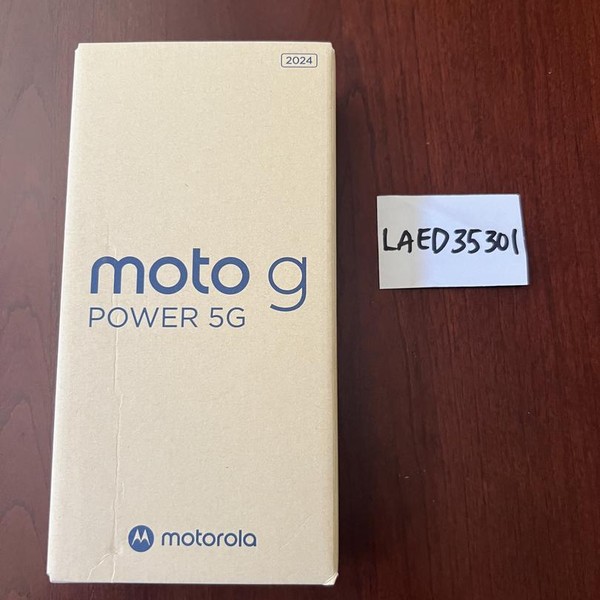 2024
moto g
POWER 5G
motorola
LAED35301